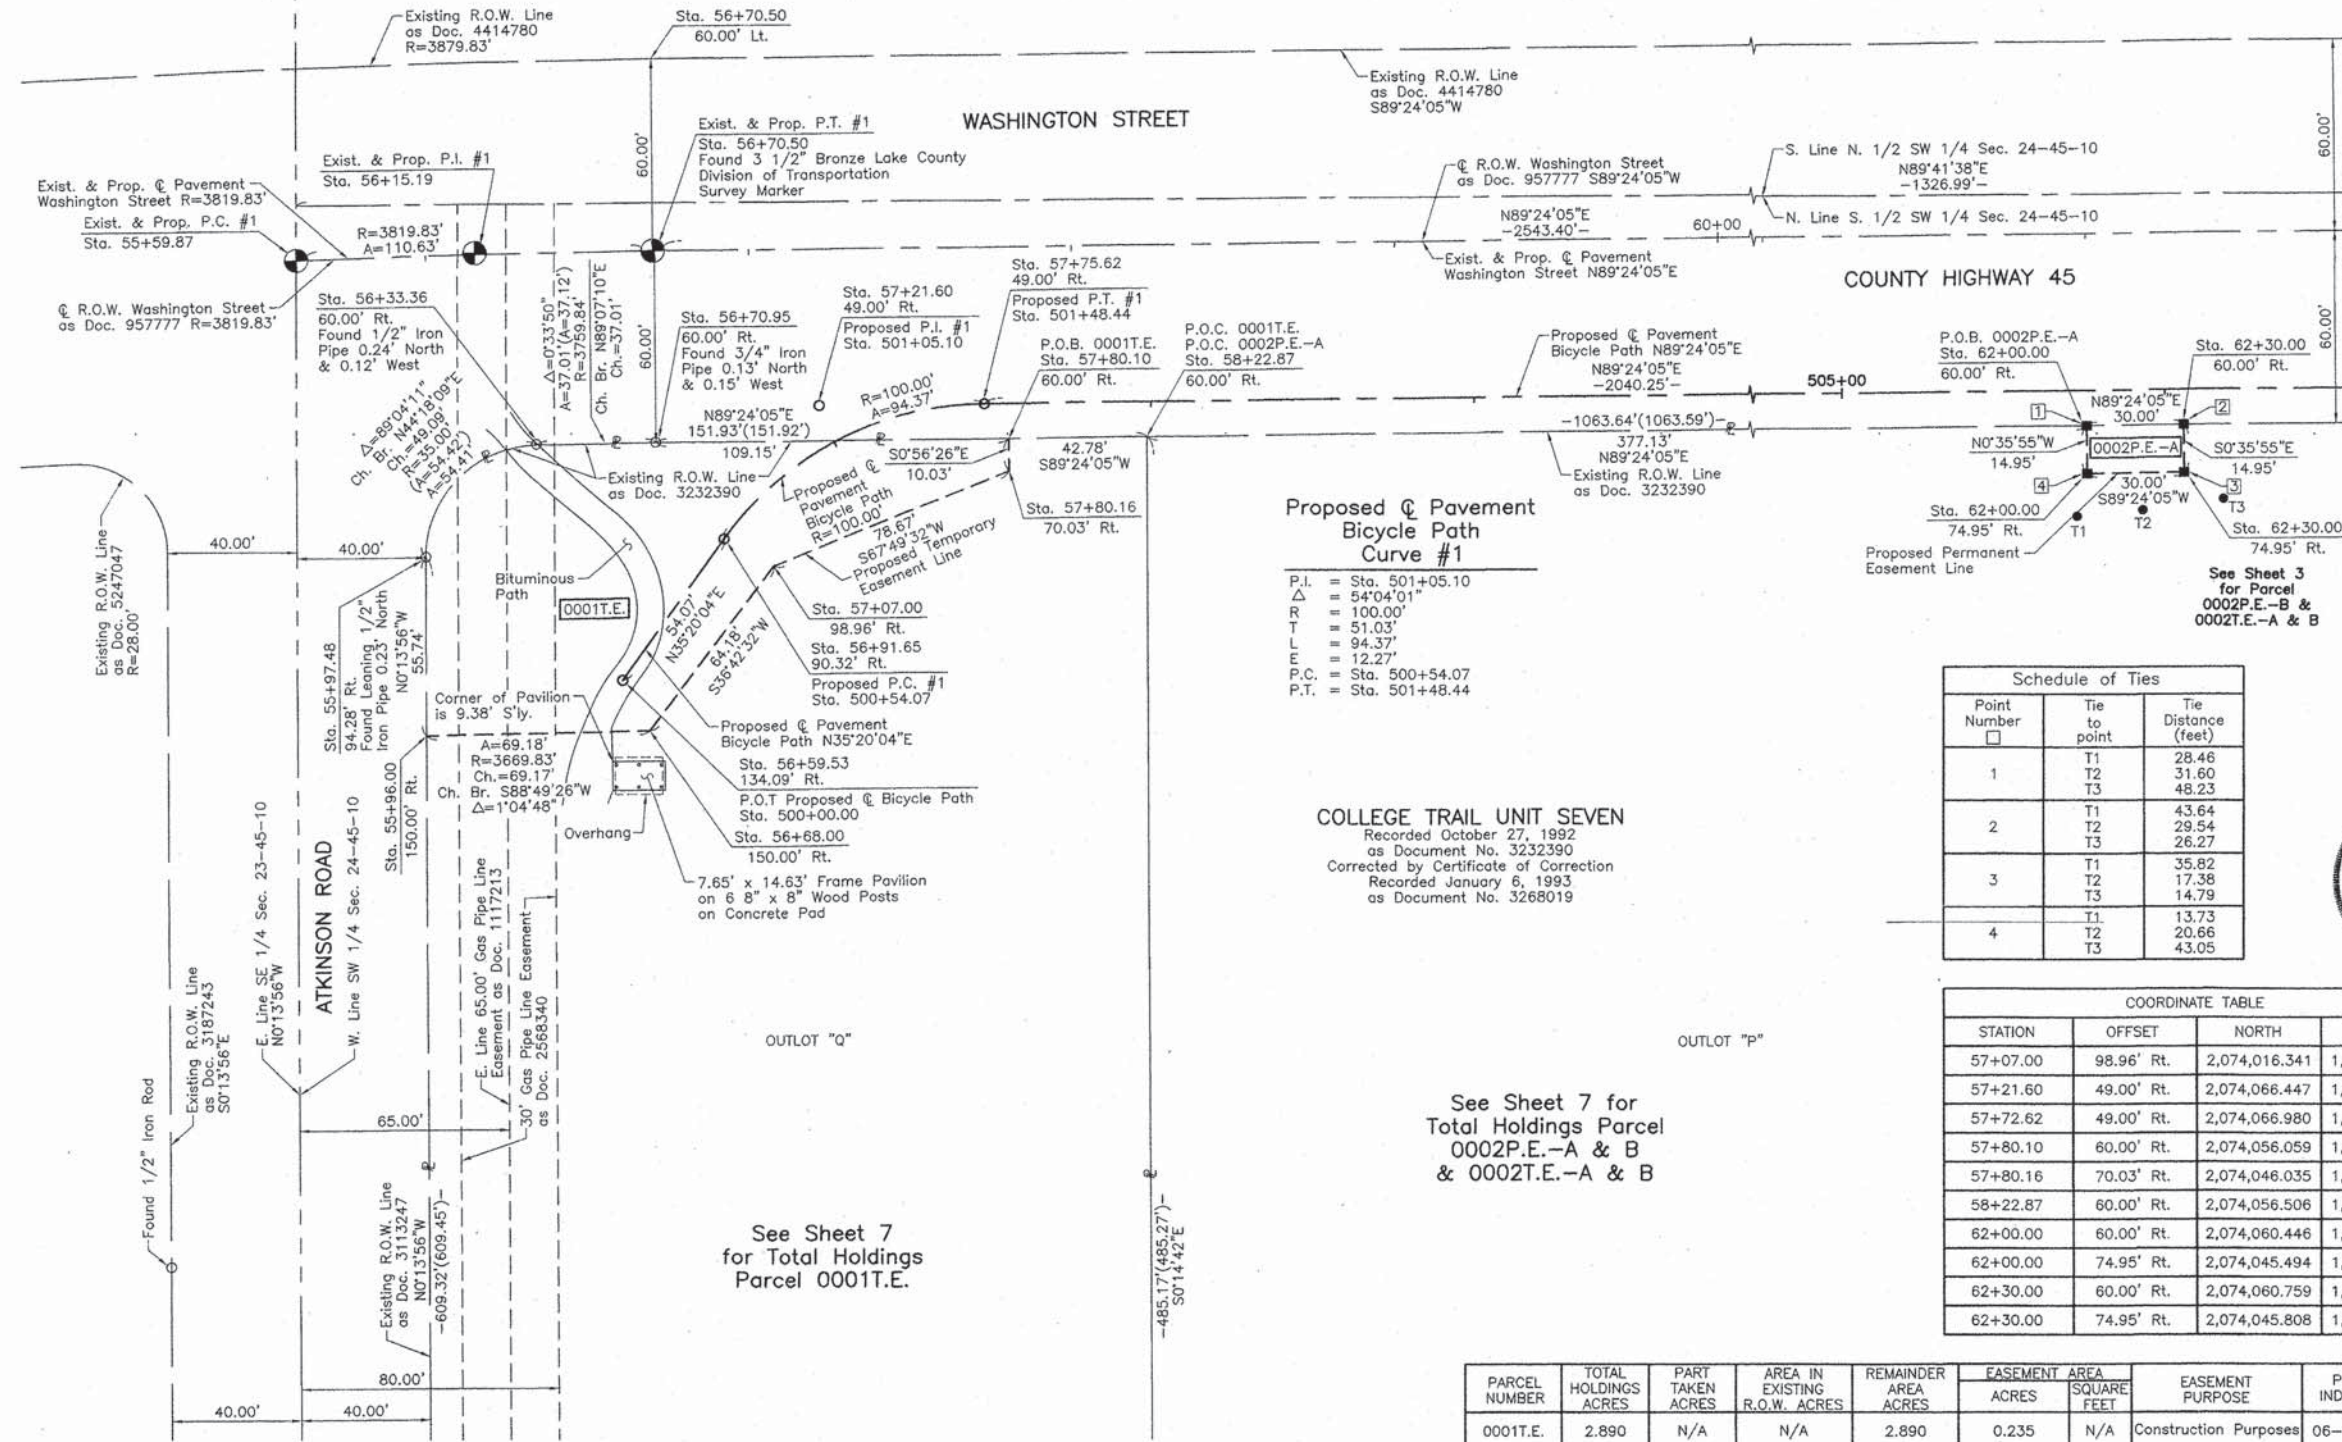 Existing R.O.W. Line
as Doc. 4414780
R=3879.83'
Sta. 56+70.50
60.00' Lt.
Existing R.O.W. Line
as Doc. 4414780
S89°24'05"W
WASHINGTON STREET
60.00'
60.00'
Exist. & Prop. P.T. #1
Sta. 56+70.50
Found 3 1/2" Bronze Lake County
Division of Transportation
Survey Marker
Exist. & Prop. P.I. #1
Sta. 56+15.19
Exist. & Prop. ℄ Pavement
Washington Street R=3819.83'
Exist. & Prop. P.C. #1
Sta. 55+59.87
R=3819.83'
A=110.63'
℄ R.O.W. Washington Street
as Doc. 957777 R=3819.83'
℄ R.O.W. Washington Street
as Doc. 957777 S89°24'05"W
S. Line N. 1/2 SW 1/4 Sec. 24-45-10
N89°41'38"E
-1326.99'-
N. Line S. 1/2 SW 1/4 Sec. 24-45-10
N89°24'05"E
-2543.40'-
60+00
Exist. & Prop. ℄ Pavement
Washington Street N89°24'05"E
COUNTY HIGHWAY 45
60.00'
Sta. 56+33.36
60.00' Rt.
Found 1/2" Iron
Pipe 0.24' North
& 0.12' West
Δ=0°33'50"
A=37.01'(A=37.12')
R=3759.84'
Ch. Br. N89°07'10"E
Ch.=37.01'
60.00'
Sta. 56+70.95
60.00' Rt.
Found 3/4" Iron
Pipe 0.13' North
& 0.15' West
Sta. 57+21.60
49.00' Rt.
Proposed P.I. #1
Sta. 501+05.10
Sta. 57+75.62
49.00' Rt.
Proposed P.T. #1
Sta. 501+48.44
P.O.B. 0001T.E.
Sta. 57+80.10
60.00' Rt.
P.O.C. 0001T.E.
P.O.C. 0002P.E.-A
Sta. 58+22.87
60.00' Rt.
Proposed ℄ Pavement
Bicycle Path N89°24'05"E
N89°24'05"E
-2040.25'-
505+00
P.O.B. 0002P.E.-A
Sta. 62+00.00
60.00' Rt.
Sta. 62+30.00
60.00' Rt.
Δ=89°04'11"
Ch. Br. N44°18'09"E
Ch.=49.09'
R=35.00'
(A=54.42')
A=54.41'
N89°24'05"E
151.93'(151.92')
109.15'
R=100.00'
A=94.37'
S0°56'26"E
10.03'
42.78'
S89°24'05"W
-1063.64'(1063.59')-
377.13'
N89°24'05"E
Existing R.O.W. Line
as Doc. 3232390
N89°24'05"E
30.00'
1
2
N0°35'55"W
14.95'
0002P.E.-A
S0°35'55"E
14.95'
4
30.00'
S89°24'05"W
3
T3
T2
T1
Sta. 62+00.00
74.95' Rt.
Sta. 62+30.00
74.95' Rt.
Proposed Permanent
Easement Line
See Sheet 3
for Parcel
0002P.E.-B &
0002T.E.-A & B
Existing R.O.W. Line
as Doc. 3232390
Proposed ℄
Pavement
Bicycle Path
R=100.00'
78.67'
S67°49'32"W
Proposed Temporary
Easement Line
Sta. 57+80.16
70.03' Rt.
Existing R.O.W. Line
as Doc. 5247047
R=28.00'
40.00'
40.00'
Bituminous
Path
0001T.E.
54.07'
N35°20'04"E
64.18'
S36°42'32"W
Sta. 57+07.00
98.96' Rt.
Sta. 56+91.65
90.32' Rt.
Proposed P.C. #1
Sta. 500+54.07
Proposed ℄ Pavement
Bicycle Path
Curve #1
P.I. = Sta. 501+05.10
Δ = 54°04'01"
R = 100.00'
T = 51.03'
L = 94.37'
E = 12.27'
P.C. = Sta. 500+54.07
P.T. = Sta. 501+48.44
Sta. 55+97.48
94.28' Rt.
Found Leaning 1/2"
Iron Pipe 0.23' North
N0°13'56"W
55.74'
Corner of Pavilion
is 9.38' S'ly.
A=69.18'
R=3669.83'
Ch.=69.17'
Ch. Br. S88°49'26"W
Δ=1°04'48"
Proposed ℄ Pavement
Bicycle Path N35°20'04"E
Sta. 56+59.53
134.09' Rt.
P.O.T Proposed ℄ Bicycle Path
Sta. 500+00.00
Sta. 56+68.00
150.00' Rt.
Overhang
7.65' x 14.63' Frame Pavilion
on 6 8" x 8" Wood Posts
on Concrete Pad
Sta. 55+96.00
150.00' Rt.
COLLEGE TRAIL UNIT SEVEN
Recorded October 27, 1992
as Document No. 3232390
Corrected by Certificate of Correction
Recorded January 6, 1993
as Document No. 3268019
E. Line SE 1/4 Sec. 23-45-10
N0°13'56"W
ATKINSON ROAD
W. Line SW 1/4 Sec. 24-45-10
E. Line 65.00' Gas Pipe Line
Easement as Doc. 1117213
30' Gas Pipe Line Easement
as Doc. 2568340
Existing R.O.W. Line
as Doc. 3187243
S0°13'56"E
Found 1/2" Iron Rod
65.00'
Existing R.O.W. Line
as Doc. 3113247
N0°13'56"W
-609.32'(609.45')-
80.00'
40.00'
40.00'
OUTLOT "Q"
OUTLOT "P"
See Sheet 7
for Total Holdings
Parcel 0001T.E.
See Sheet 7 for
Total Holdings Parcel
0002P.E.-A & B
& 0002T.E.-A & B
-485.17'(485.27')-
S0°14'42"E
Schedule of Ties
Point Number □ Tie to point Tie Distance (feet)
1 T1 28.46
T2 31.60
T3 48.23
2 T1 43.64
T2 29.54
T3 26.27
3 T1 35.82
T2 17.38
T3 14.79
4 T1 13.73
T2 20.66
T3 43.05
COORDINATE TABLE
STATION OFFSET NORTH
57+07.00 98.96' Rt. 2,074,016.341 1,
57+21.60 49.00' Rt. 2,074,066.447 1,
57+72.62 49.00' Rt. 2,074,066.980 1,
57+80.10 60.00' Rt. 2,074,056.059 1,
57+80.16 70.03' Rt. 2,074,046.035 1,
58+22.87 60.00' Rt. 2,074,056.506 1,
62+00.00 60.00' Rt. 2,074,060.446 1,
62+00.00 74.95' Rt. 2,074,045.494 1,
62+30.00 60.00' Rt. 2,074,060.759 1,
62+30.00 74.95' Rt. 2,074,045.808 1,
PARCEL NUMBER TOTAL HOLDINGS ACRES PART TAKEN ACRES AREA IN EXISTING R.O.W. ACRES REMAINDER AREA ACRES EASEMENT AREA ACRES SQUARE FEET EASEMENT PURPOSE P IND
0001T.E. 2.890 N/A N/A 2.890 0.235 N/A Construction Purposes 06-